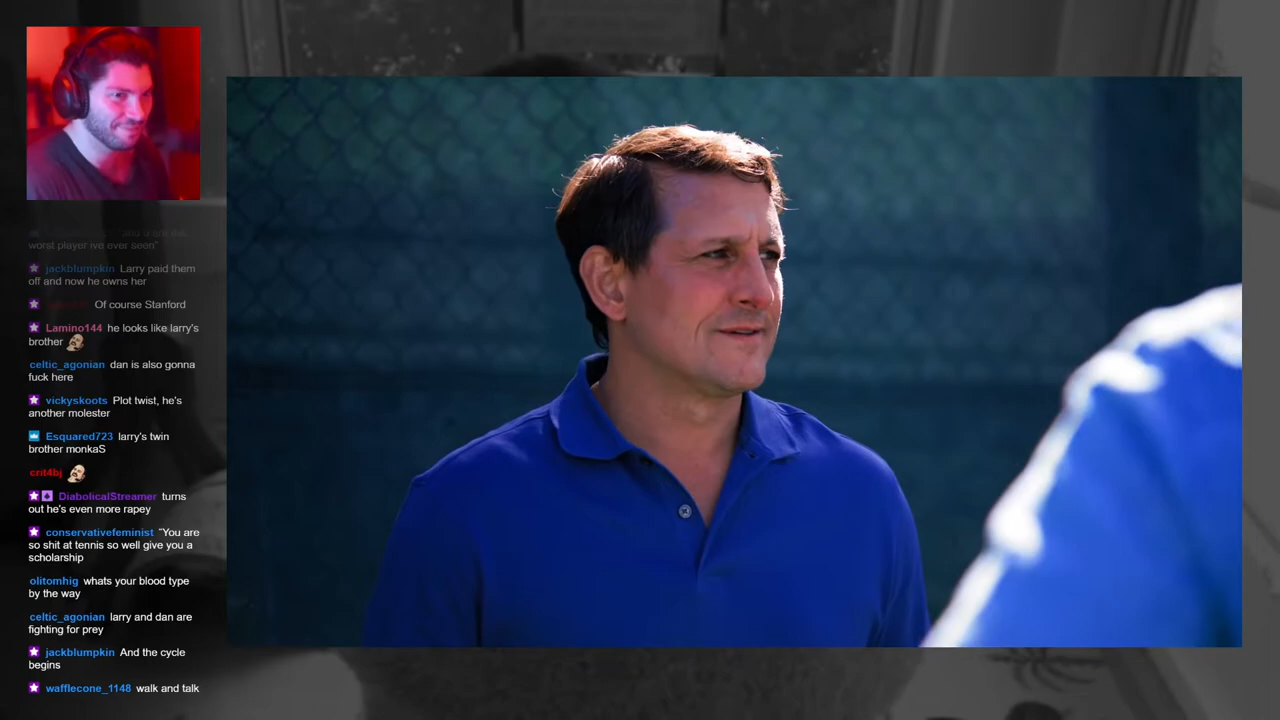 worst player ive ever seen"
jackblumpkin Larry paid them
off and now he owns her
Of course Stanford
Lamino144 he looks like larry's
brother
celtic_agonian dan is also gonna
fuck here
vickyskoots Plot twist, he's
another molester
Esquared723 larry's twin
brother monkaS
crit4bj
DiabolicalStreamer turns
out he's even more rapey
conservativefeminist "You are
so shit at tennis so well give you a
scholarship
olitomhig whats your blood type
by the way
celtic_agonian larry and dan are
fighting for prey
jackblumpkin And the cycle
begins
wafflecone_1148 walk and talk